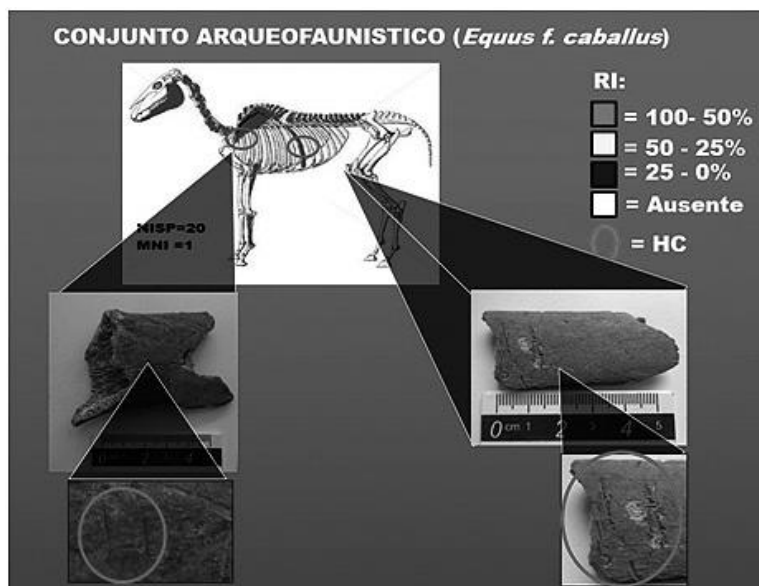 CONJUNTO ARQUEOFAUNISTICO (Equus f. caballus)
RI:
= 100- 50%
= 50 - 25%
= 25 - 0%
= Ausente
= HC
NISP=20
MNI =1
0 cm 1 2 3 4 5